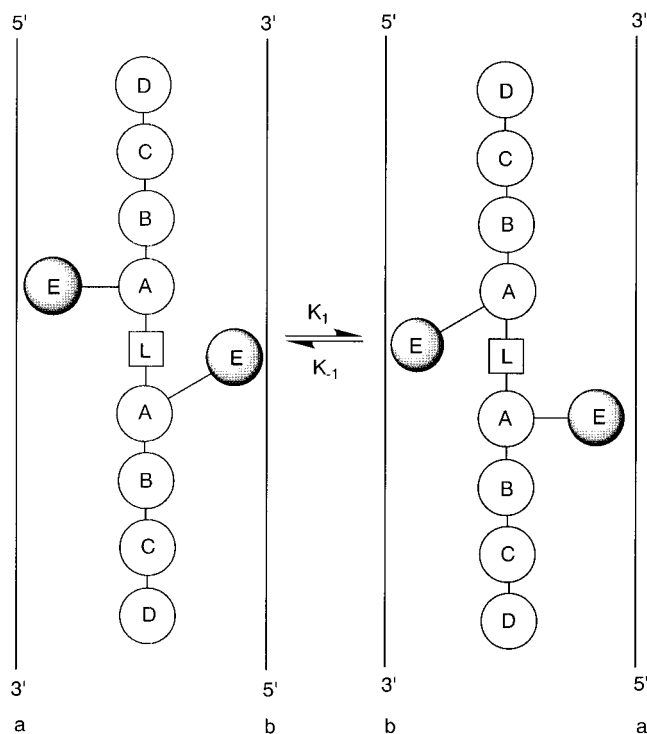 5' 3' 3' 5'
D D
C C
B B
E A A
K₁
L E K₋₁ E L
A A E
B B
C C
D D
3' 5' 5' 3'
a b b a